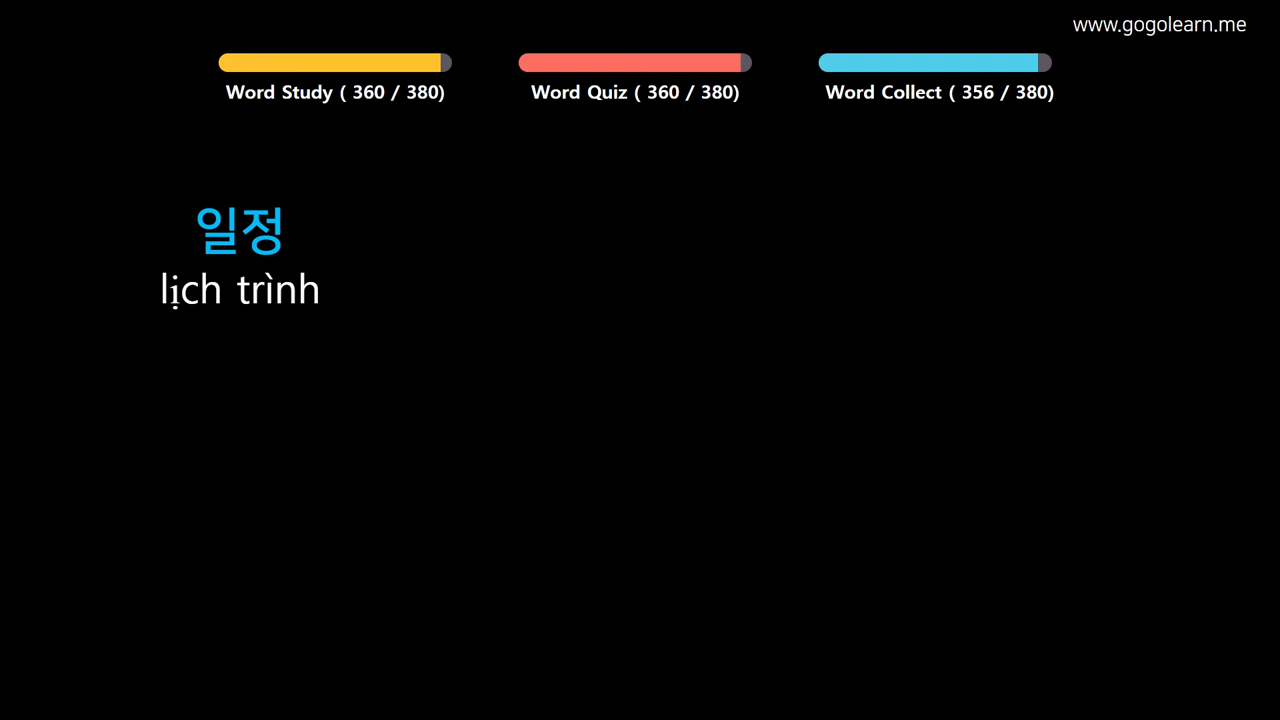 www.gogolearn.me
Word Study ( 360 / 380)
Word Quiz ( 360 / 380)
Word Collect ( 356 / 380)
일정
lịch trình